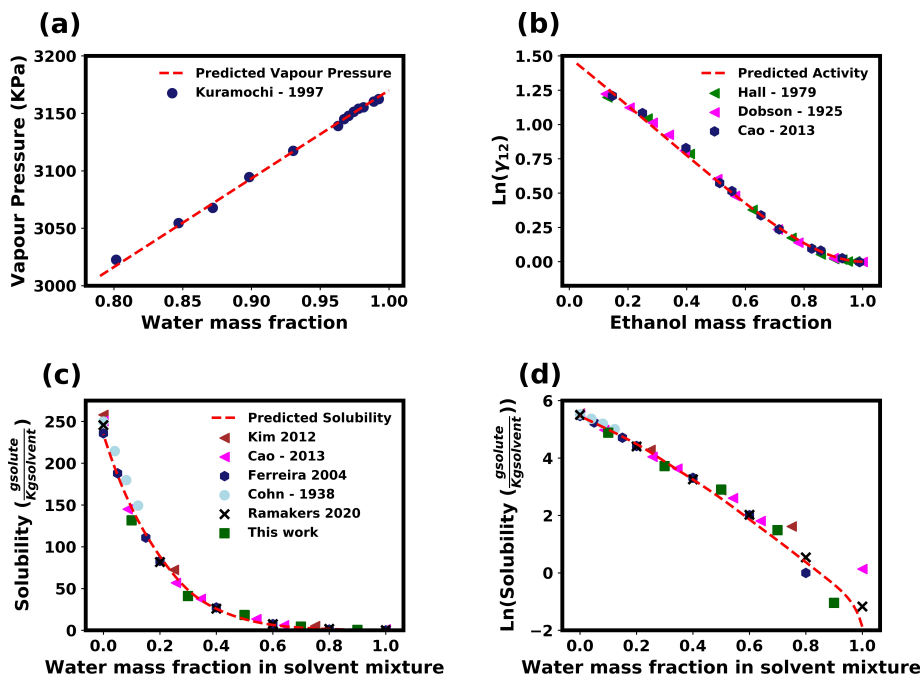 (a)
Vapour Pressure (KPa)
3200
3150
3100
3050
3000
Predicted Vapour Pressure
Kuramochi - 1997
0.80 0.85 0.90 0.95 1.00
Water mass fraction
(b)
Ln(γ12)
1.50
1.25
1.00
0.75
0.50
0.25
0.00
Predicted Activity
Hall - 1979
Dobson - 1925
Cao - 2013
0.0 0.2 0.4 0.6 0.8 1.0
Ethanol mass fraction
(c)
Solubility (gsolute/Kgsolvent)
250
200
150
100
50
0
Predicted Solubility
Kim 2012
Cao - 2013
Ferreira 2004
Cohn - 1938
Ramakers 2020
This work
0.0 0.2 0.4 0.6 0.8 1.0
Water mass fraction in solvent mixture
(d)
Ln(Solubility (gsolute/Kgsolvent))
6
4
2
0
−2
0.0 0.2 0.4 0.6 0.8 1.0
Water mass fraction in solvent mixture